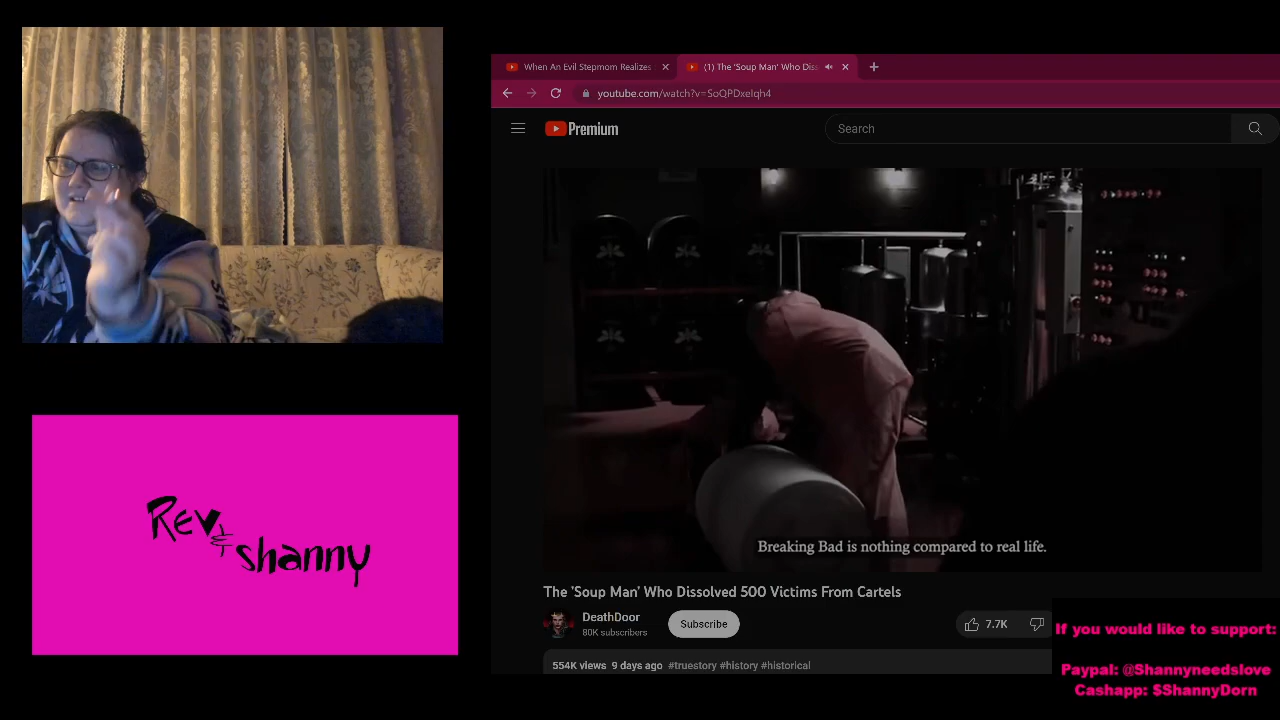 When An Evil Stepmom Realizes
(1) The 'Soup Man' Who Diss
youtube.com/watch?v=SoQPDxeIqh4
Premium
Search
Breaking Bad is nothing compared to real life.
The 'Soup Man' Who Dissolved 500 Victims From Cartels
DeathDoor
80K subscribers
Subscribe
7.7K
554K views 9 days ago #truestory #history #historical
Rev & shanny
If you would like to support:
Paypal: @Shannyneedslove
Cashapp: $ShannyDorn